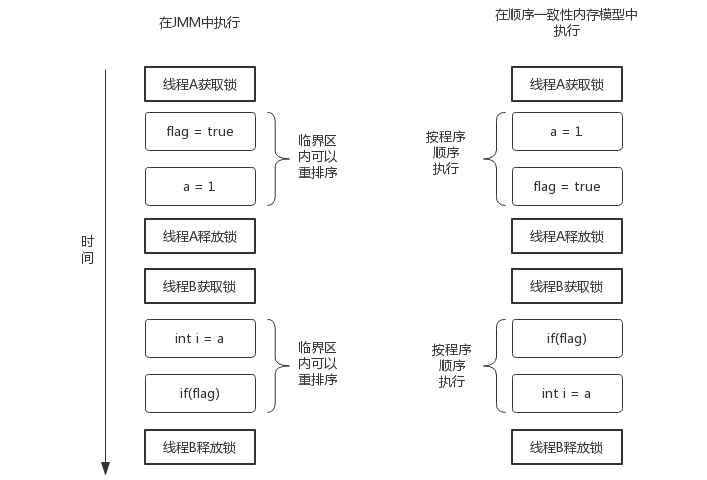 在JMM中执行
在顺序一致性内存模型中
执行
线程A获取锁
flag = true
a = 1
临界区
内可以
重排序
线程A释放锁
线程B获取锁
int i = a
if(flag)
临界区
内可以
重排序
线程B释放锁
时
间
线程A获取锁
a = 1
flag = true
按程序
顺序
执行
线程A释放锁
线程B获取锁
if(flag)
int i = a
按程序
顺序
执行
线程B释放锁